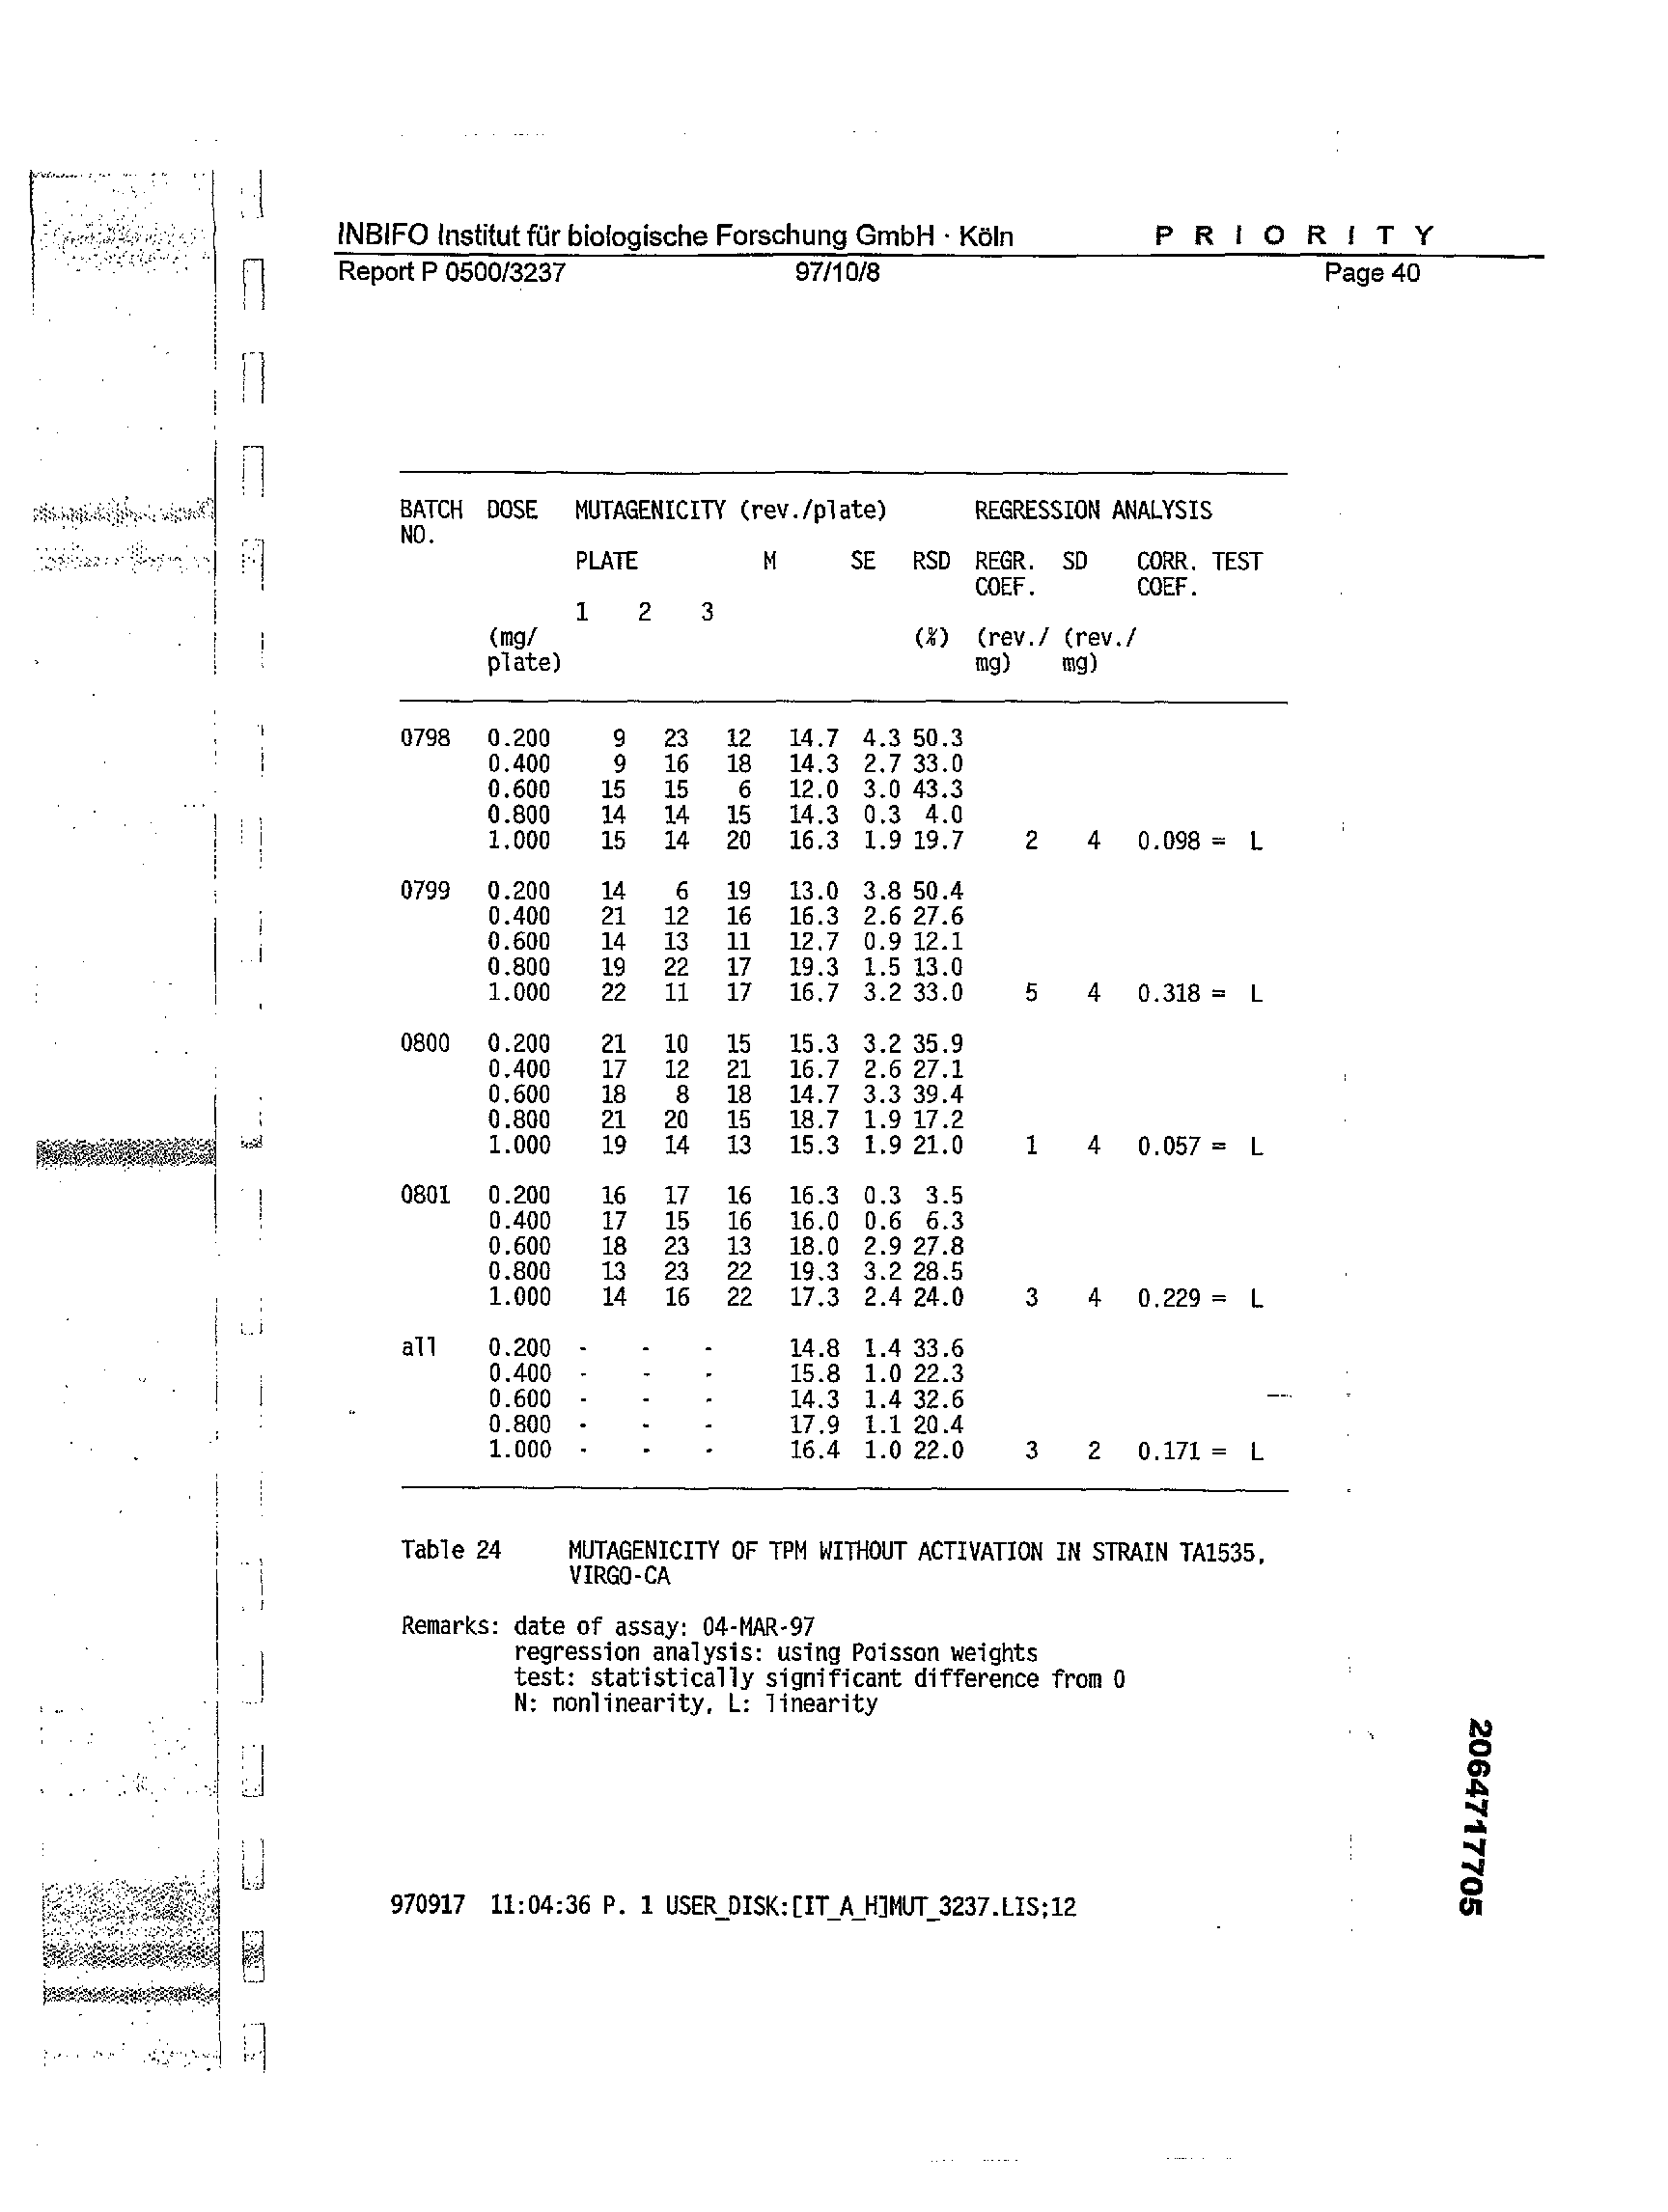 INBIFO Institut für biologische Forschung GmbH · Köln P R I O R I T Y
Report P 0500/3237 97/10/8 Page 40
BATCH DOSE MUTAGENICITY (rev./plate) REGRESSION ANALYSIS
NO.
PLATE M SE RSD REGR. SD CORR. TEST
COEF. COEF.
1 2 3
(mg/ (%) (rev./ (rev./
plate) mg) mg)
0798 0.200 9 23 12 14.7 4.3 50.3
0.400 9 16 18 14.3 2.7 33.0
0.600 15 15 6 12.0 3.0 43.3
0.800 14 14 15 14.3 0.3 4.0
1.000 15 14 20 16.3 1.9 19.7 2 4 0.098 = L
0799 0.200 14 6 19 13.0 3.8 50.4
0.400 21 12 16 16.3 2.6 27.6
0.600 14 13 11 12.7 0.9 12.1
0.800 19 22 17 19.3 1.5 13.0
1.000 22 11 17 16.7 3.2 33.0 5 4 0.318 = L
0800 0.200 21 10 15 15.3 3.2 35.9
0.400 17 12 21 16.7 2.6 27.1
0.600 18 8 18 14.7 3.3 39.4
0.800 21 20 15 18.7 1.9 17.2
1.000 19 14 13 15.3 1.9 21.0 1 4 0.057 = L
0801 0.200 16 17 16 16.3 0.3 3.5
0.400 17 15 16 16.0 0.6 6.3
0.600 18 23 13 18.0 2.9 27.8
0.800 13 23 22 19.3 3.2 28.5
1.000 14 16 22 17.3 2.4 24.0 3 4 0.229 = L
all 0.200 - - - 14.8 1.4 33.6
0.400 - - - 15.8 1.0 22.3
0.600 - - - 14.3 1.4 32.6
0.800 - - - 17.9 1.1 20.4
1.000 - - - 16.4 1.0 22.0 3 2 0.171 = L
Table 24 MUTAGENICITY OF TPM WITHOUT ACTIVATION IN STRAIN TA1535,
VIRGO-CA
Remarks: date of assay: 04-MAR-97
regression analysis: using Poisson weights
test: statistically significant difference from 0
N: nonlinearity, L: linearity
970917 11:04:36 P. 1 USER_DISK:[IT_A_H]MUT_3237.LIS;12
2064717705